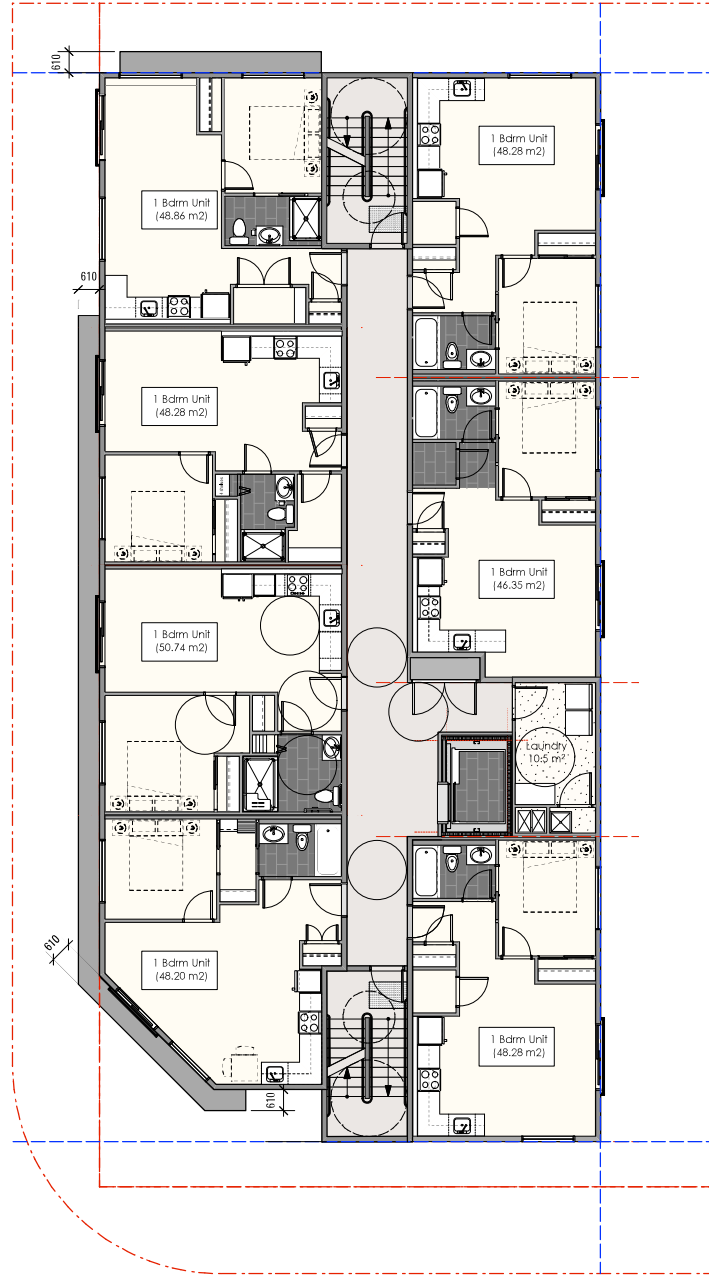 610
1 Bdrm Unit
(48.28 m2)
1 Bdrm Unit
(48.86 m2)
610
1 Bdrm Unit
(48.28 m2)
1 Bdrm Unit
(46.35 m2)
1 Bdrm Unit
(50.74 m2)
Laundry
10.5 m²
610
1 Bdrm Unit
(48.20 m2)
1 Bdrm Unit
(48.28 m2)
610